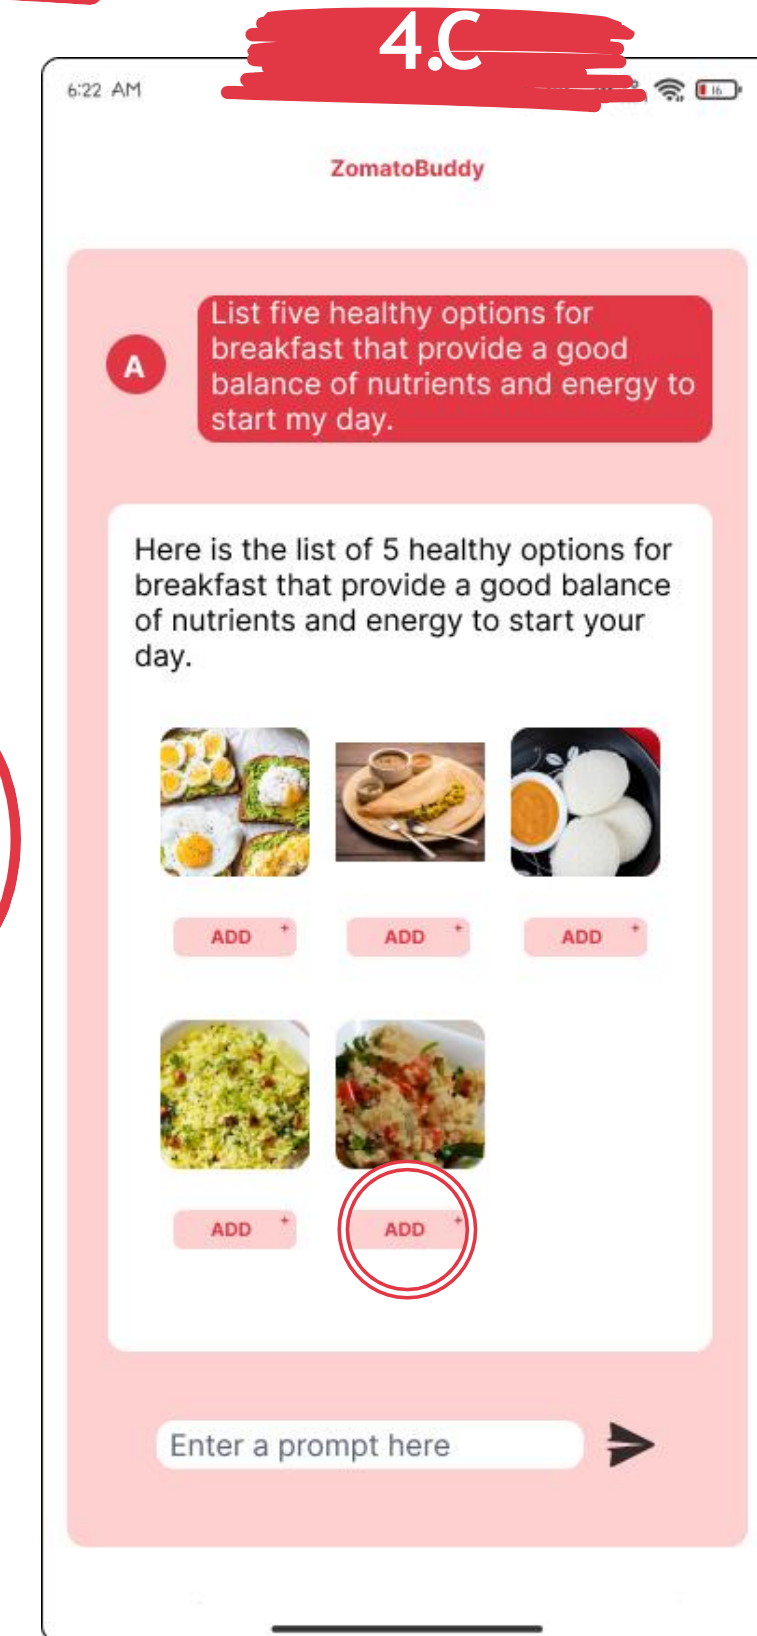 4.C
6:22 AM
16
ZomatoBuddy
A
List five healthy options for
breakfast that provide a good
balance of nutrients and energy to
start my day.
Here is the list of 5 healthy options for
breakfast that provide a good balance
of nutrients and energy to start your
day.
ADD + ADD + ADD +
ADD + ADD +
Enter a prompt here